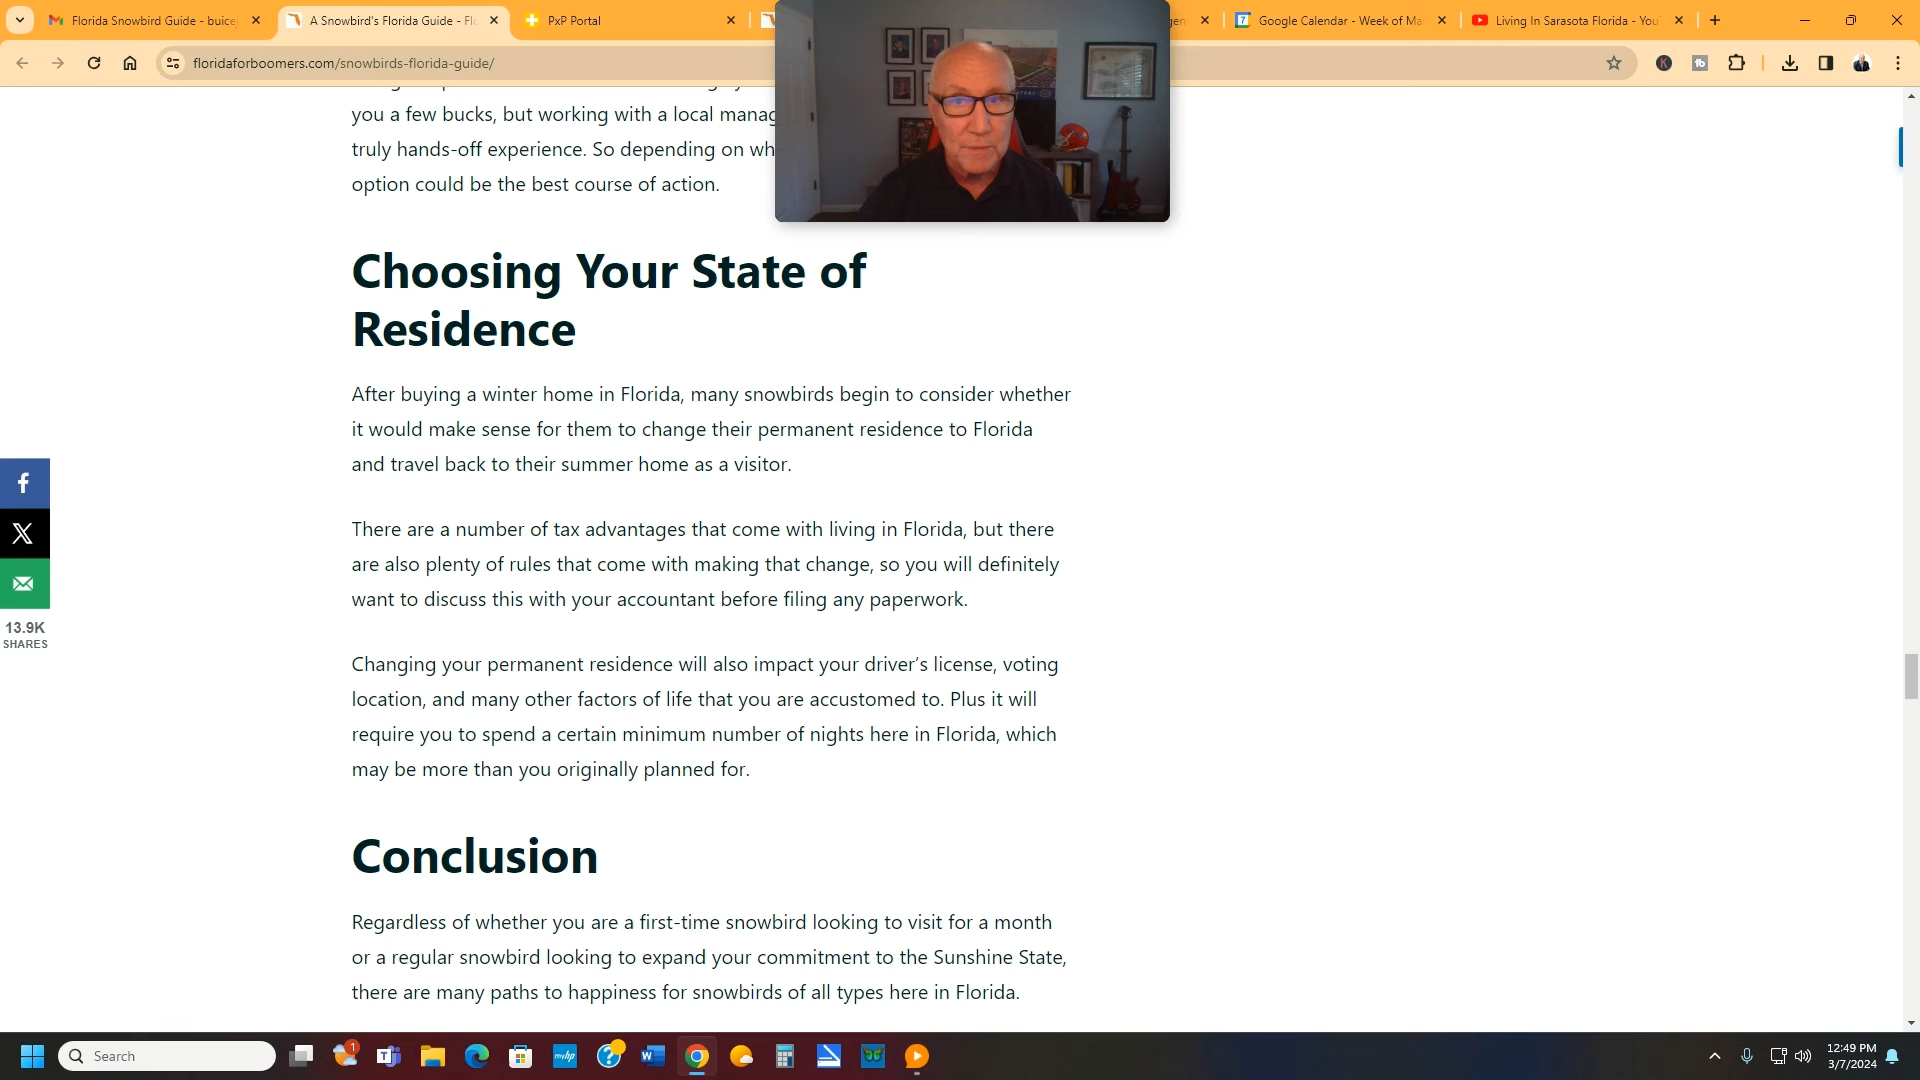 Florida Snowbird Guide - buice
A Snowbird's Florida Guide - Fl
PxP Portal
gen
Google Calendar - Week of Ma
Living In Sarasota Florida - You
floridaforboomers.com/snowbirds-florida-guide/
you a few bucks, but working with a local manag
truly hands-off experience. So depending on wh
option could be the best course of action.
Choosing Your State of
Residence
After buying a winter home in Florida, many snowbirds begin to consider whether
it would make sense for them to change their permanent residence to Florida
and travel back to their summer home as a visitor.
There are a number of tax advantages that come with living in Florida, but there
are also plenty of rules that come with making that change, so you will definitely
want to discuss this with your accountant before filing any paperwork.
Changing your permanent residence will also impact your driver’s license, voting
location, and many other factors of life that you are accustomed to. Plus it will
require you to spend a certain minimum number of nights here in Florida, which
may be more than you originally planned for.
13.9K
SHARES
Conclusion
Regardless of whether you are a first-time snowbird looking to visit for a month
or a regular snowbird looking to expand your commitment to the Sunshine State,
there are many paths to happiness for snowbirds of all types here in Florida.
Search
1
12:49 PM
3/7/2024